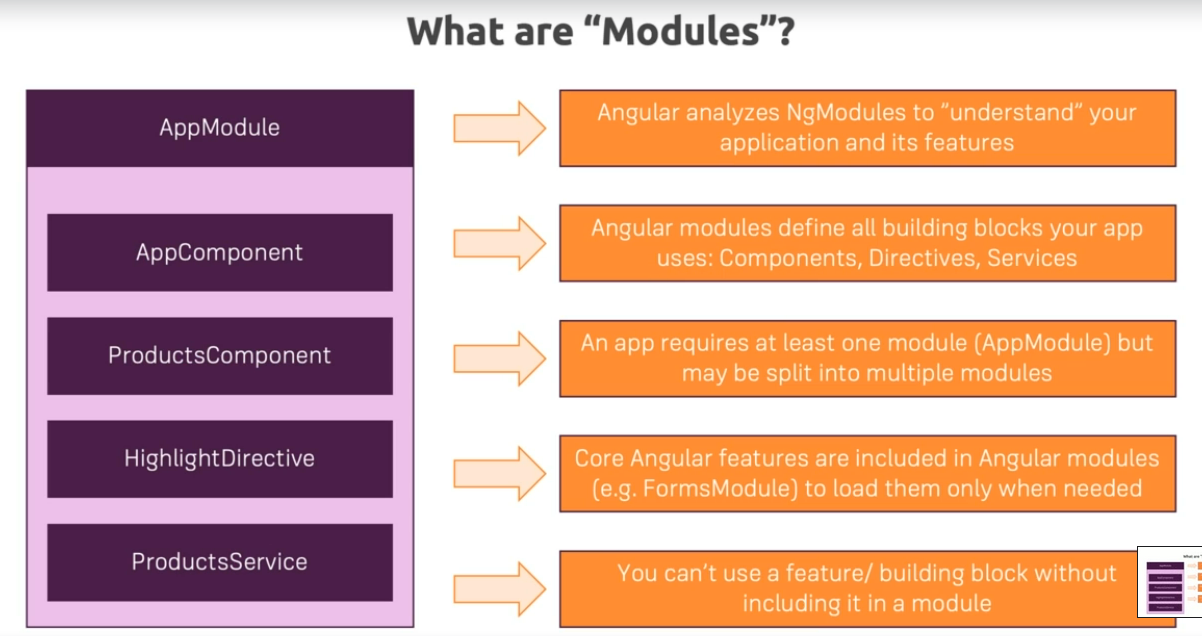 What are “Modules”?
AppModule
AppComponent
ProductsComponent
HighlightDirective
ProductsService
Angular analyzes NgModules to “understand” your
application and its features
Angular modules define all building blocks your app
uses: Components, Directives, Services
An app requires at least one module (AppModule) but
may be split into multiple modules
Core Angular features are included in Angular modules
(e.g. FormsModule) to load them only when needed
You can’t use a feature/ building block without
including it in a module